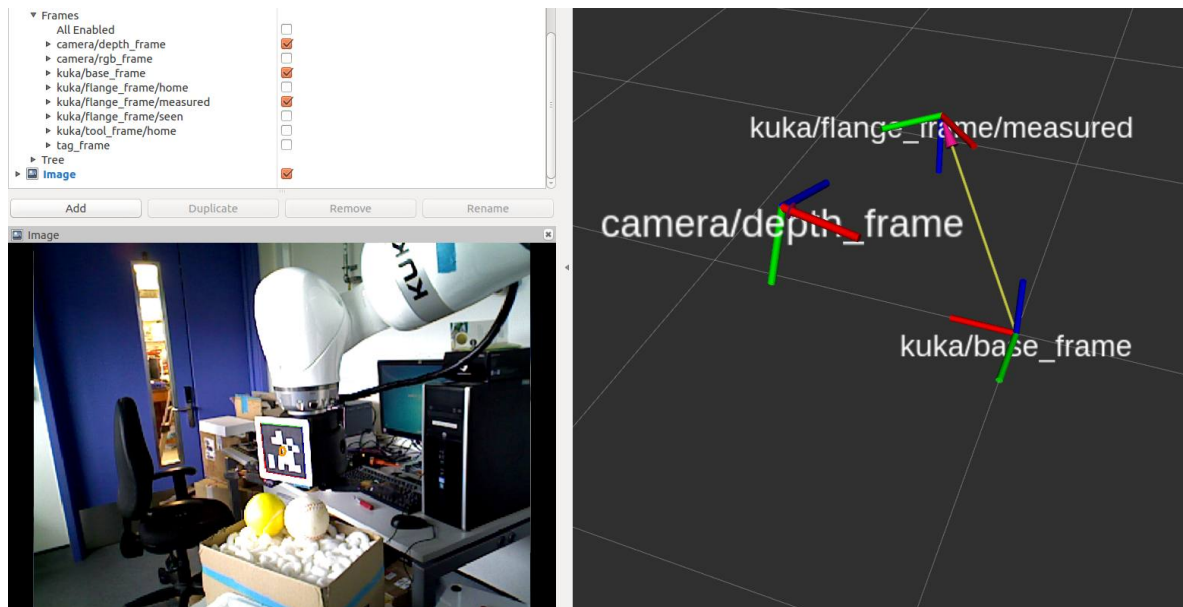 Frames
All Enabled
camera/depth_frame
camera/rgb_frame
kuka/base_frame
kuka/flange_frame/home
kuka/flange_frame/measured
kuka/flange_frame/seen
kuka/tool_frame/home
tag_frame
Tree
Image
Add Duplicate Remove Rename
Image
KUK
kuka/flange_frame/measured
camera/depth_frame
kuka/base_frame